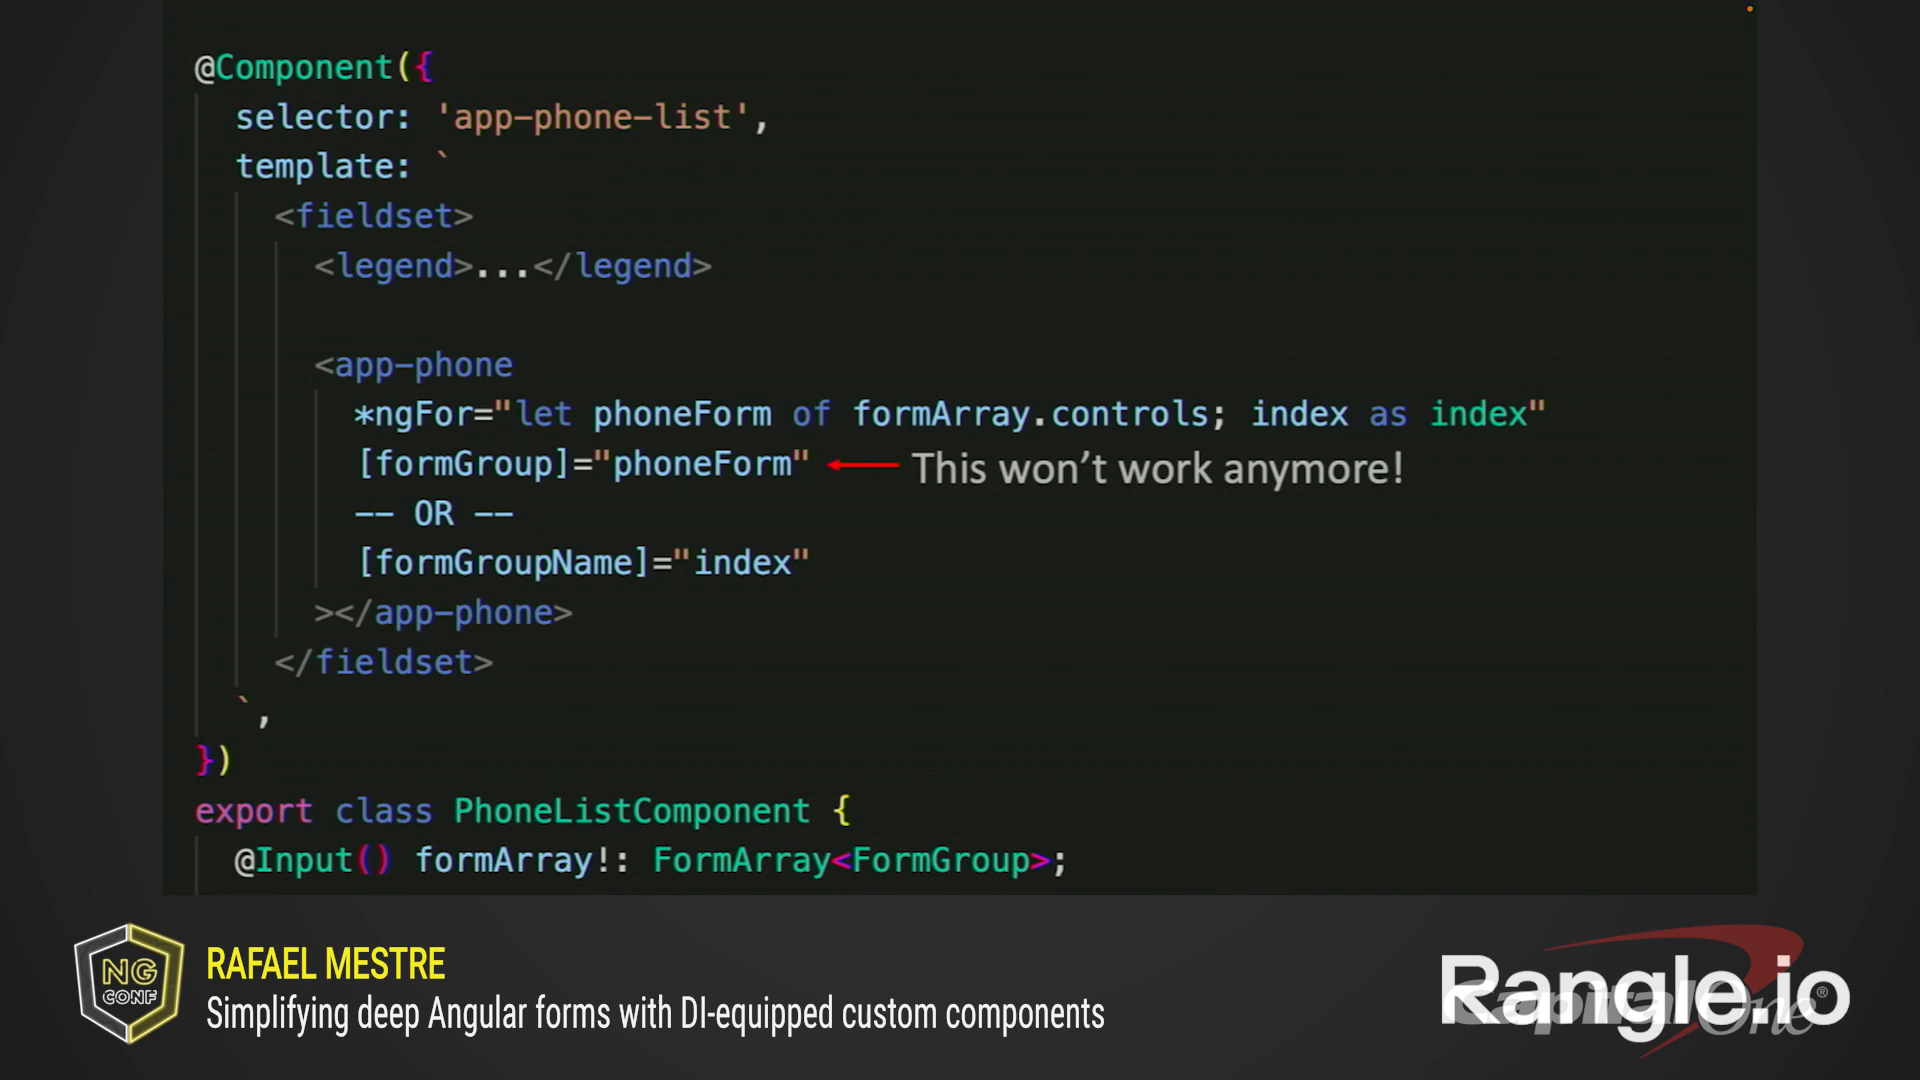 @Component({
selector: 'app-phone-list',
template: `
<fieldset>
<legend>...</legend>
<app-phone
*ngFor="let phoneForm of formArray.controls; index as index"
[formGroup]="phoneForm" This won't work anymore!
-- OR --
[formGroupName]="index"
></app-phone>
</fieldset>
`,
})
export class PhoneListComponent {
@Input() formArray!: FormArray<FormGroup>;
NG
CONF
RAFAEL MESTRE
Simplifying deep Angular forms with DI-equipped custom components
Rangle.io
Capital One®